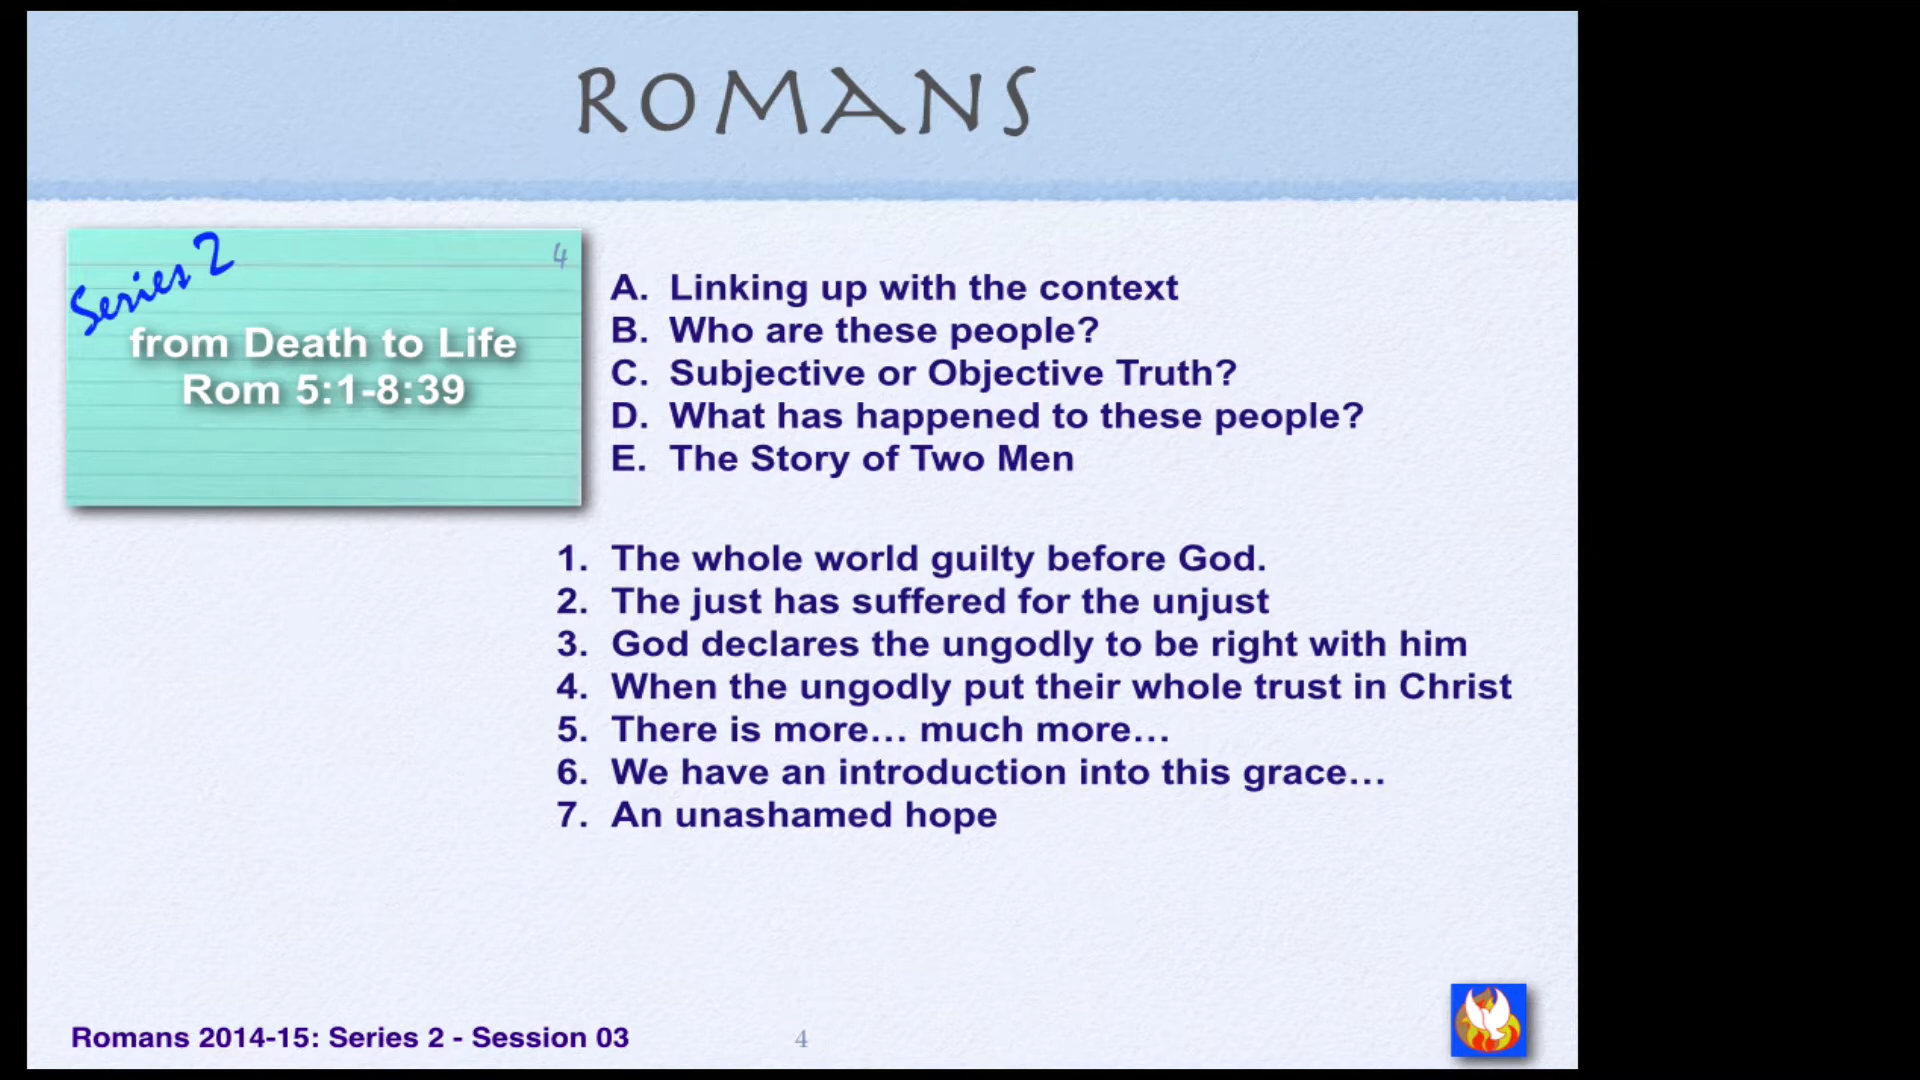 ROMANS
Series 2
4
from Death to Life
Rom 5:1-8:39
A. Linking up with the context
B. Who are these people?
C. Subjective or Objective Truth?
D. What has happened to these people?
E. The Story of Two Men
1. The whole world guilty before God.
2. The just has suffered for the unjust
3. God declares the ungodly to be right with him
4. When the ungodly put their whole trust in Christ
5. There is more… much more…
6. We have an introduction into this grace…
7. An unashamed hope
Romans 2014-15: Series 2 - Session 03
4